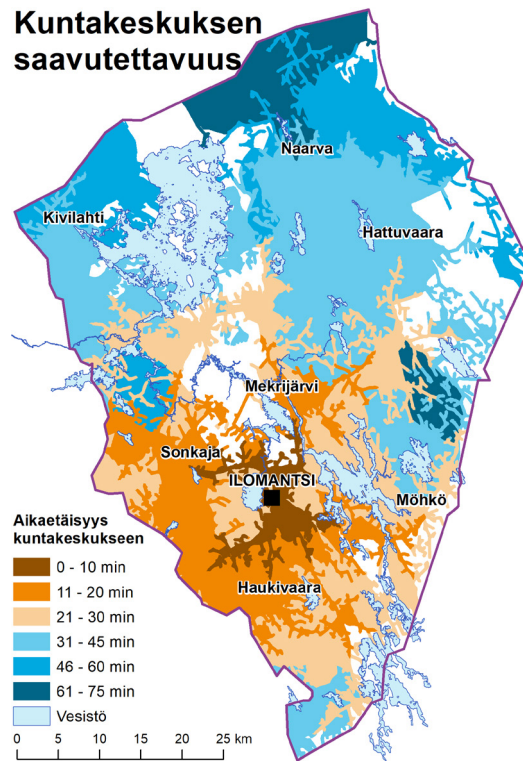 Kuntakeskuksen
saavutettavuus
Naarva
Kivilahti
Hattuvaara
Mekrijärvi
Sonkaja
ILOMANTSI
Möhkö
Haukivaara
Aikaetäisyys
kuntakeskukseen
0 - 10 min
11 - 20 min
21 - 30 min
31 - 45 min
46 - 60 min
61 - 75 min
Vesistö
0 5 10 15 20 25 km